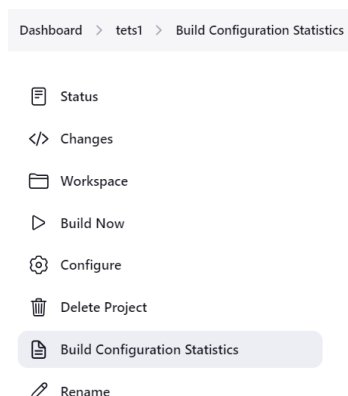 Dashboard > tets1 > Build Configuration Statistics
Status
Changes
Workspace
Build Now
Configure
Delete Project
Build Configuration Statistics
Rename